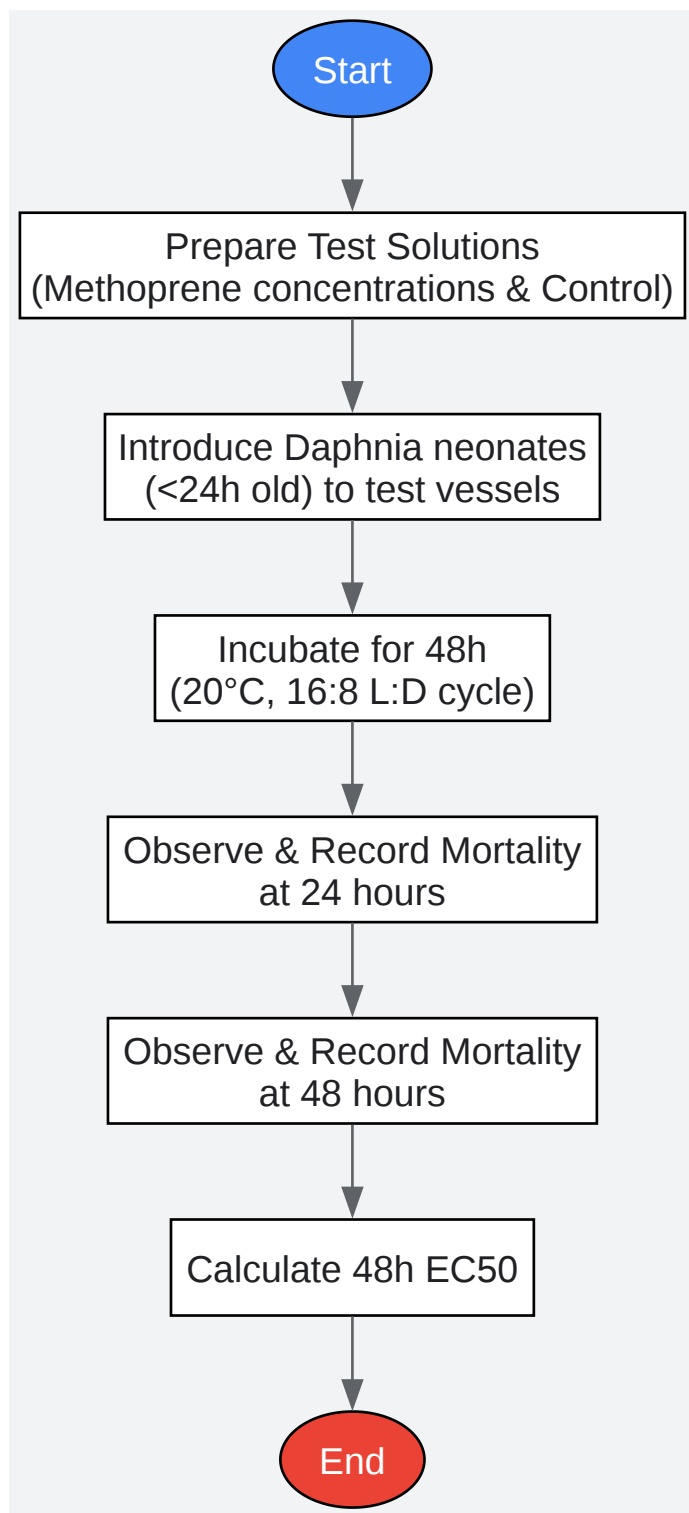 Start
Prepare Test Solutions
(Methoprene concentrations & Control)
Introduce Daphnia neonates
(<24h old) to test vessels
Incubate for 48h
(20°C, 16:8 L:D cycle)
Observe & Record Mortality
at 24 hours
Observe & Record Mortality
at 48 hours
Calculate 48h EC50
End